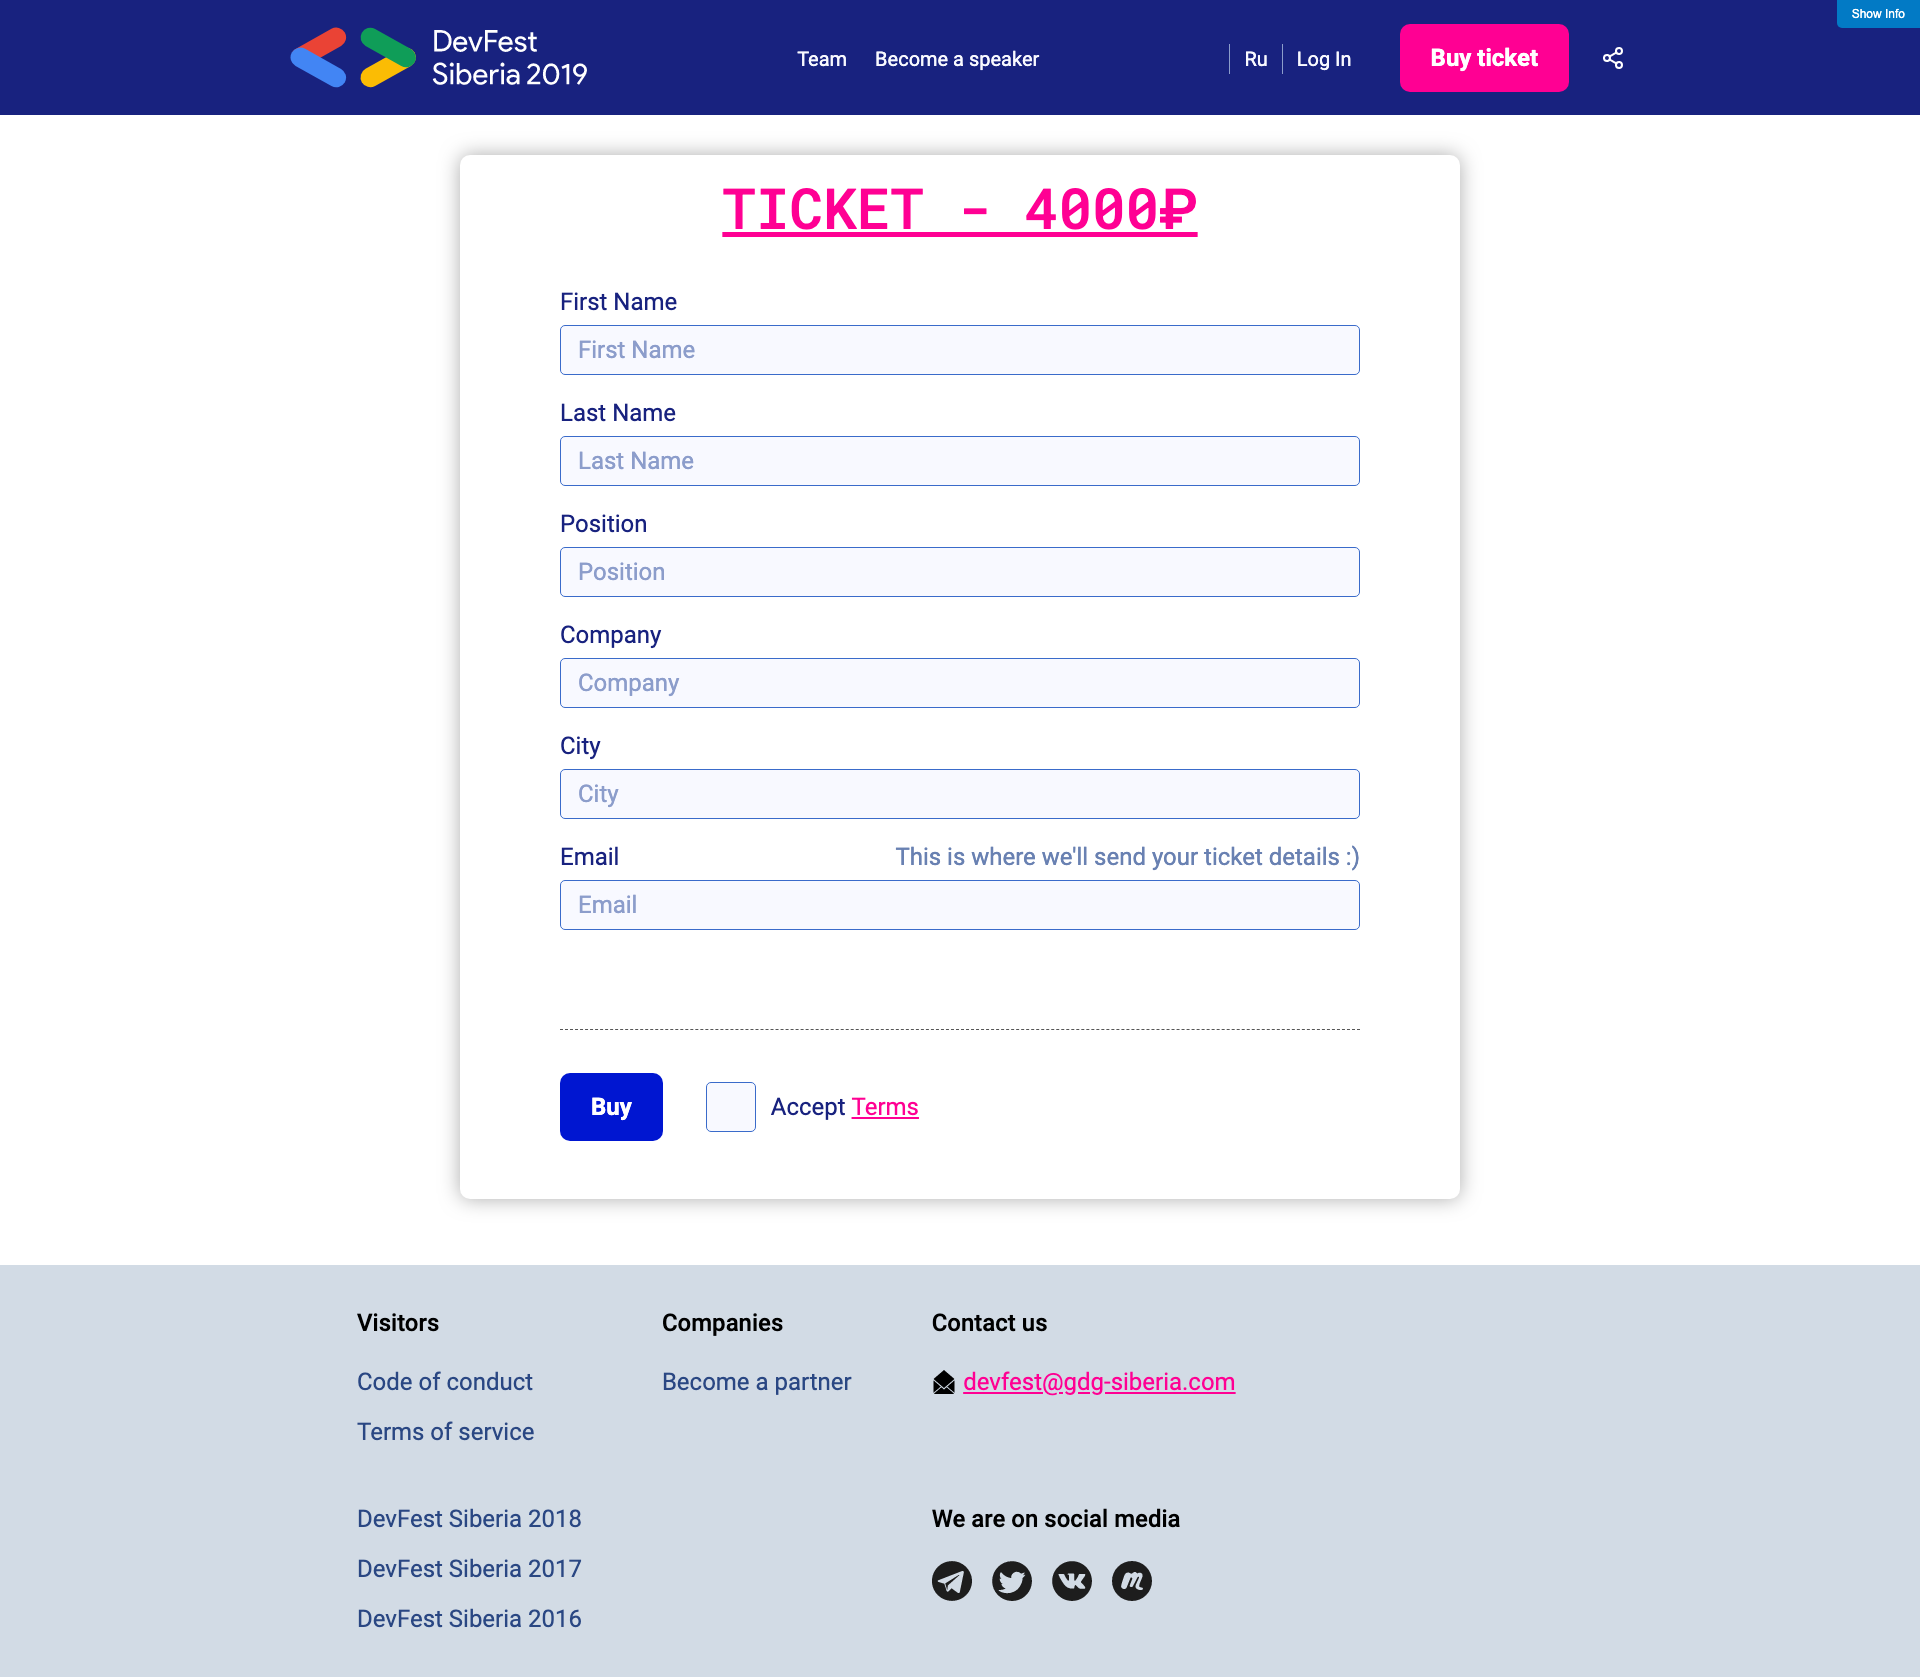 Show Info
DevFest
Siberia 2019
Team
Become a speaker
Ru
Log In
Buy ticket
TICKET - 4000₽
First Name
First Name
Last Name
Last Name
Position
Position
Company
Company
City
City
Email
This is where we'll send your ticket details :)
Email
Buy
Accept Terms
Visitors
Code of conduct
Terms of service
DevFest Siberia 2018
DevFest Siberia 2017
DevFest Siberia 2016
Companies
Become a partner
Contact us
devfest@gdg-siberia.com
We are on social media